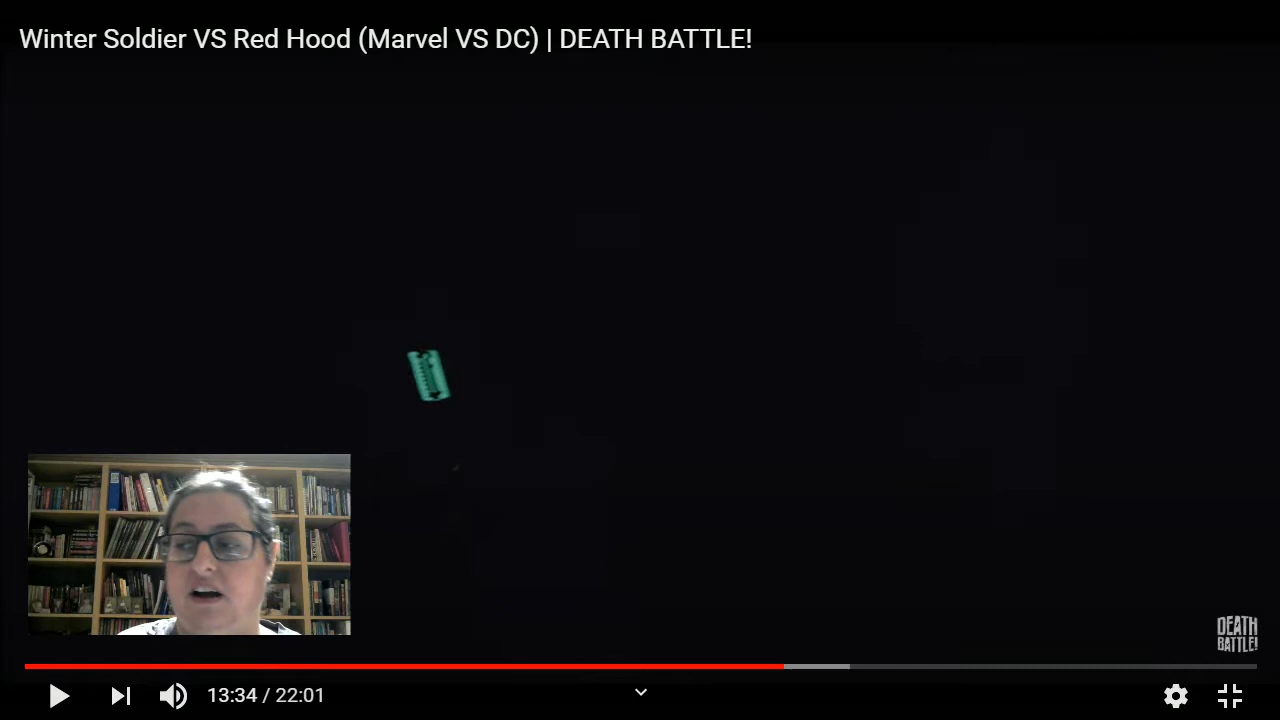 Winter Soldier VS Red Hood (Marvel VS DC) | DEATH BATTLE!
DEATH
BATTLE!
13:34 / 22:01